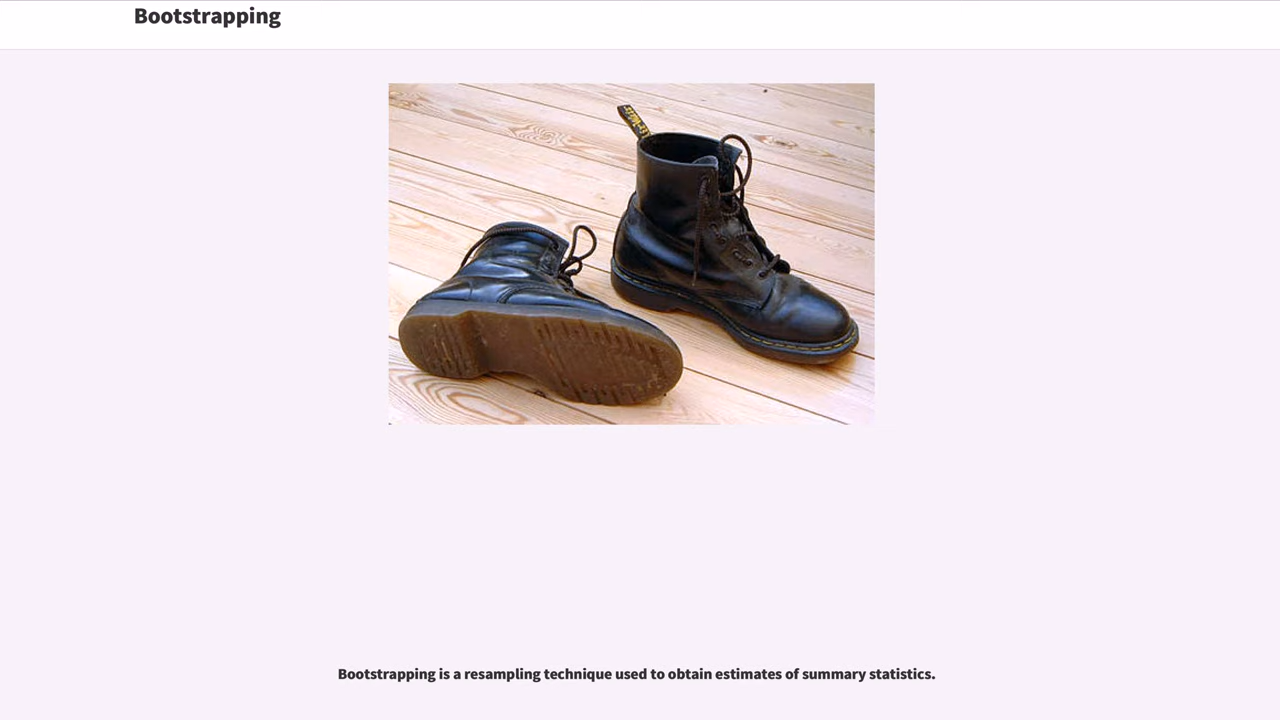 Bootstrapping
Bootstrapping is a resampling technique used to obtain estimates of summary statistics.